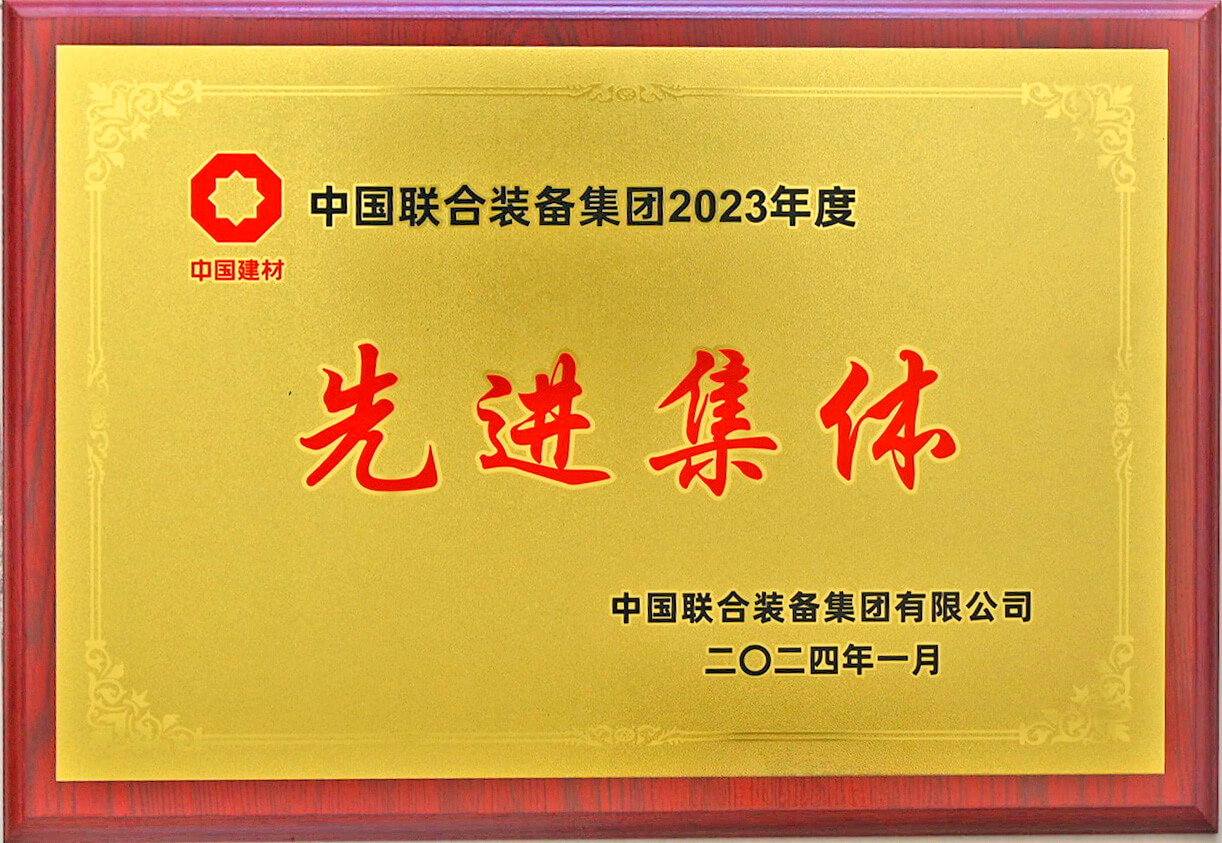 中国联合装备集团2023年度
中国建材
先进集体
中国联合装备集团有限公司
二〇二四年一月